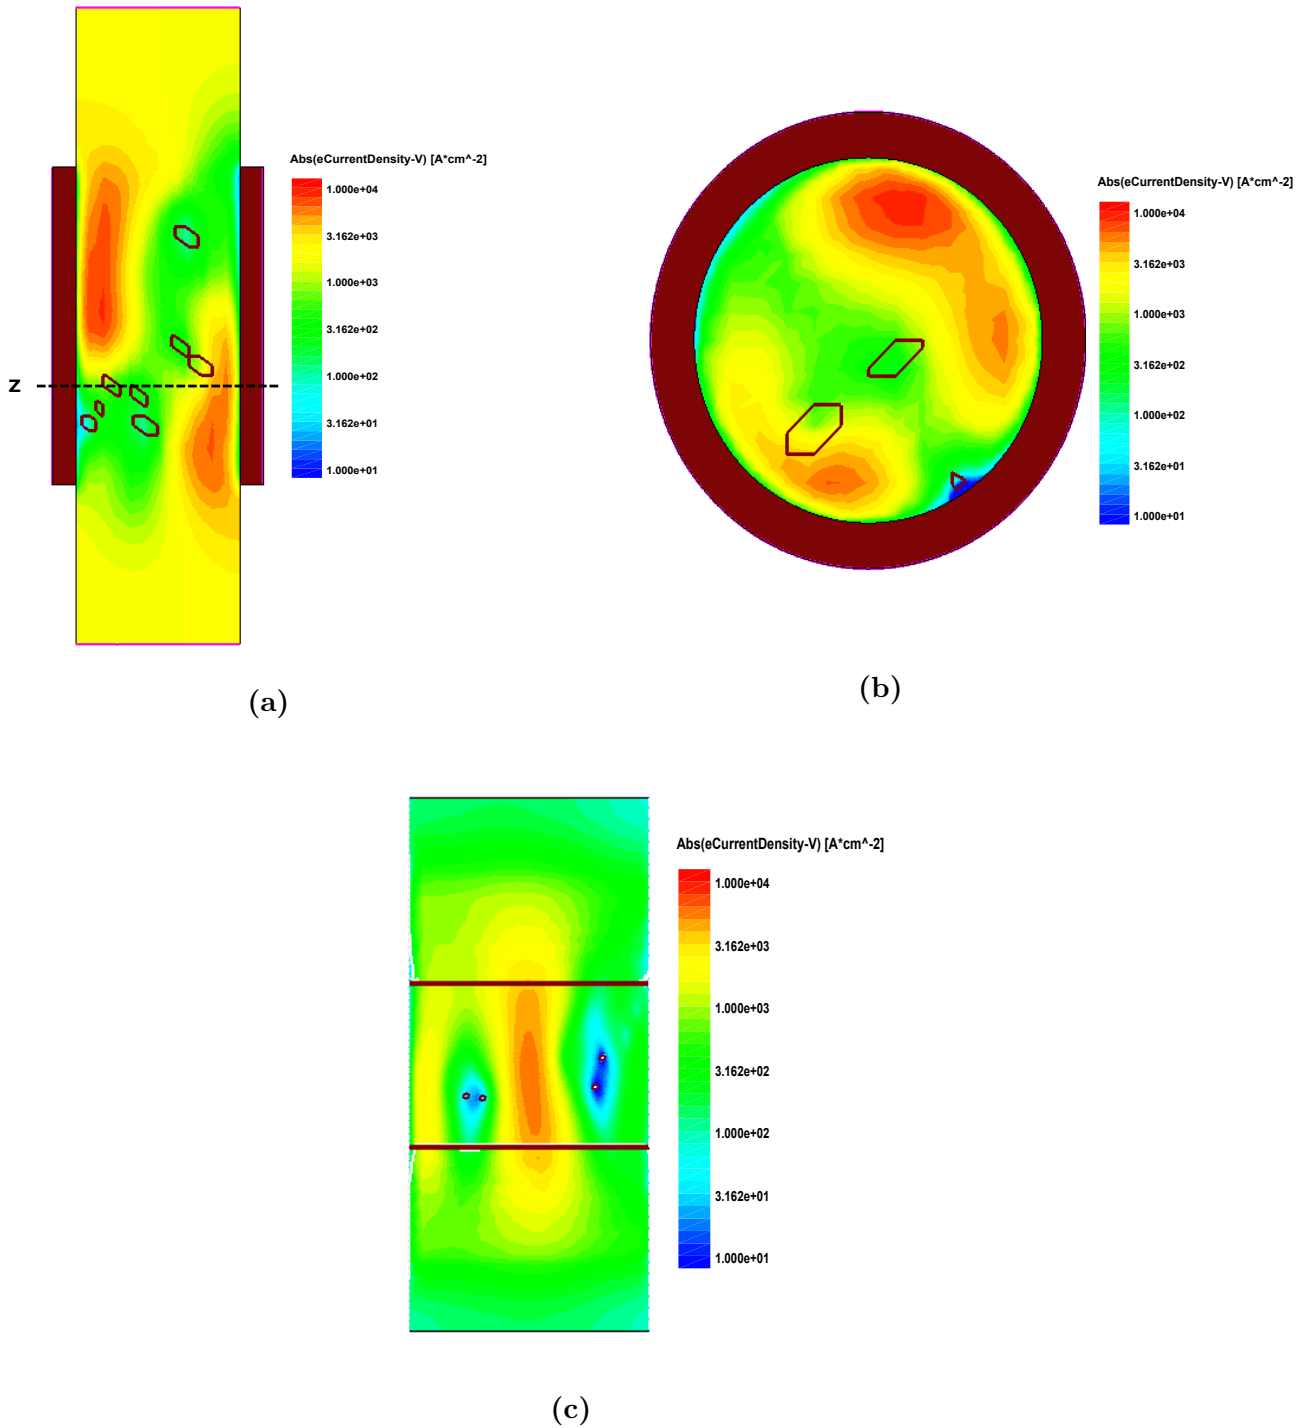 Abs(eCurrentDensity-V) [A*cm^-2]
1.000e+04
3.162e+03
1.000e+03
3.162e+02
1.000e+02
3.162e+01
1.000e+01
Z
(a)
Abs(eCurrentDensity-V) [A*cm^-2]
1.000e+04
3.162e+03
1.000e+03
3.162e+02
1.000e+02
3.162e+01
1.000e+01
(b)
Abs(eCurrentDensity-V) [A*cm^-2]
1.000e+04
3.162e+03
1.000e+03
3.162e+02
1.000e+02
3.162e+01
1.000e+01
(c)